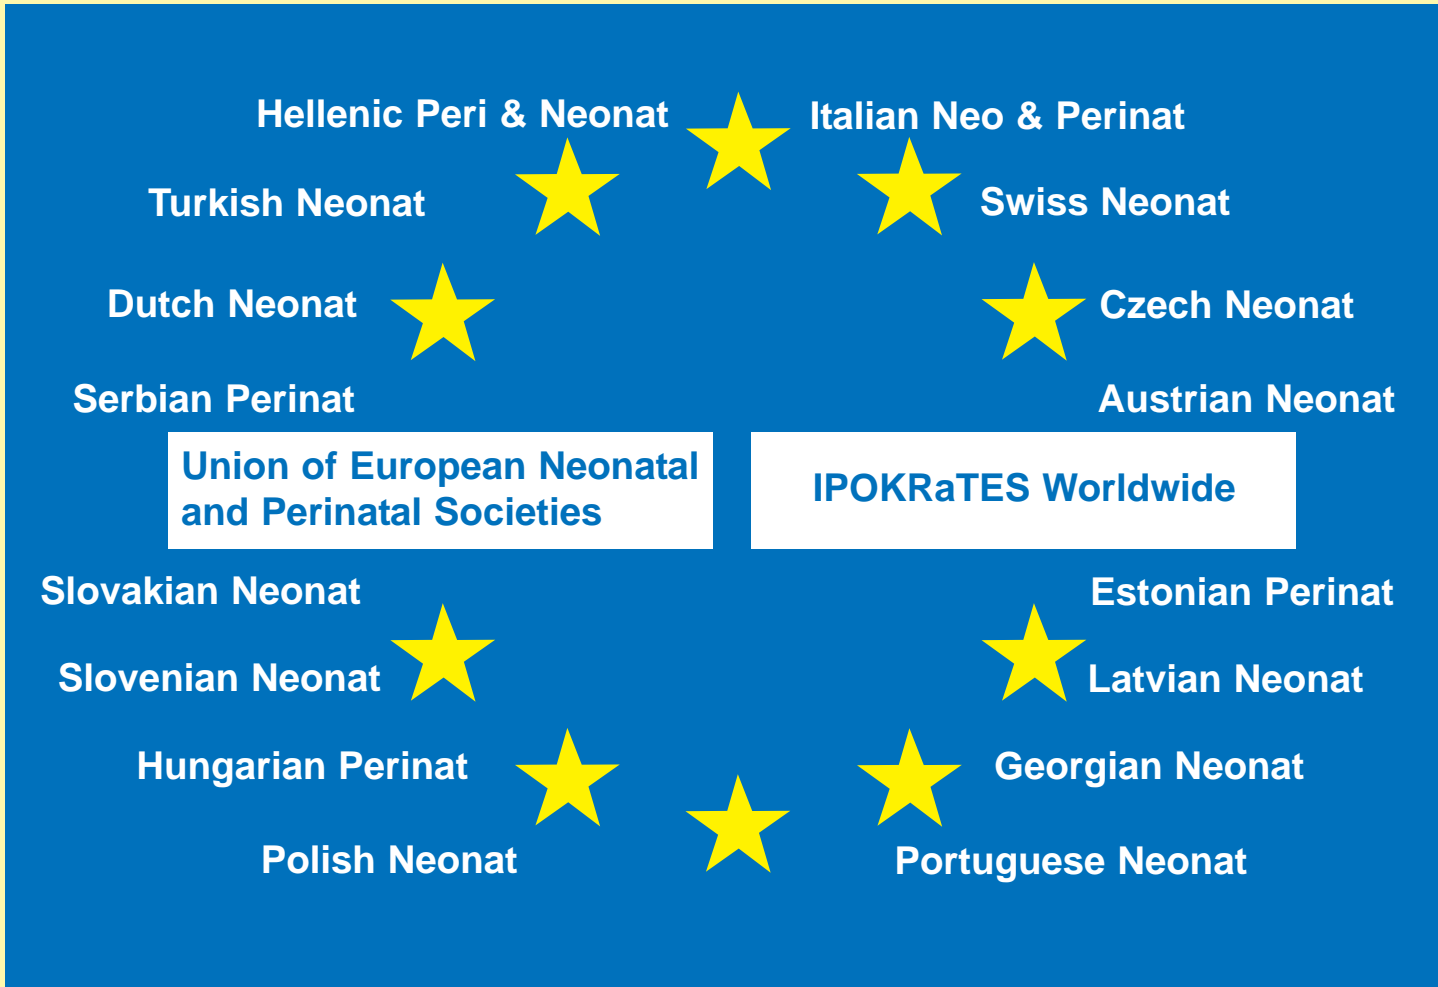 Hellenic Peri & Neonat
Italian Neo & Perinat
Turkish Neonat
Swiss Neonat
Dutch Neonat
Czech Neonat
Serbian Perinat
Austrian Neonat
Union of European Neonatal
and Perinatal Societies
IPOKRaTES Worldwide
Slovakian Neonat
Estonian Perinat
Slovenian Neonat
Latvian Neonat
Hungarian Perinat
Georgian Neonat
Polish Neonat
Portuguese Neonat